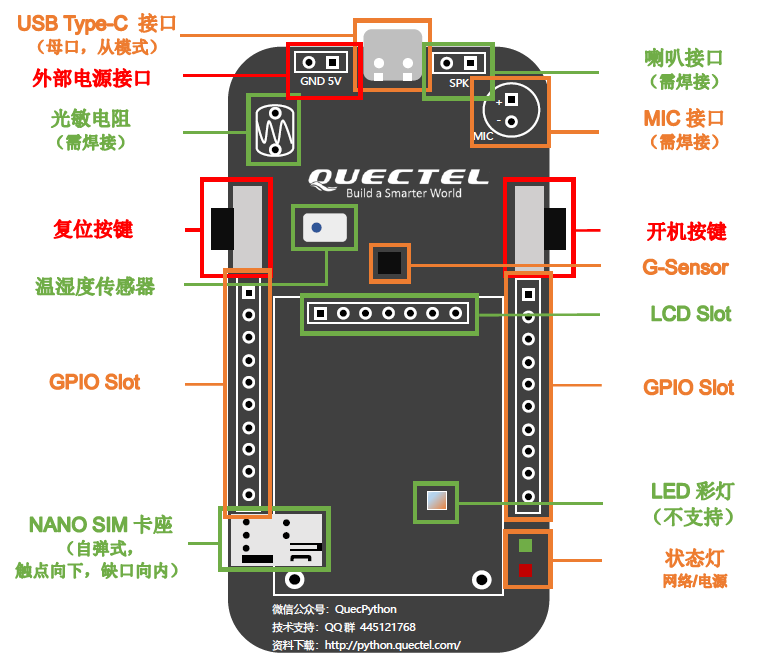 USB Type-C 接口
（母口，从模式）
外部电源接口
光敏电阻
（需焊接）
复位按键
温湿度传感器
GPIO Slot
NANO SIM 卡座
（自弹式，
触点向下，缺口向内）
GND 5V
SPK
+
-
MIC
QUECTEL
Build a Smarter World
喇叭接口
（需焊接）
MIC 接口
（需焊接）
开机按键
G-Sensor
LCD Slot
GPIO Slot
LED 彩灯
（不支持）
状态灯
网络/电源
微信公众号：QuecPython
技术支持：QQ群 445121768
资料下载：http://python.quectel.com/